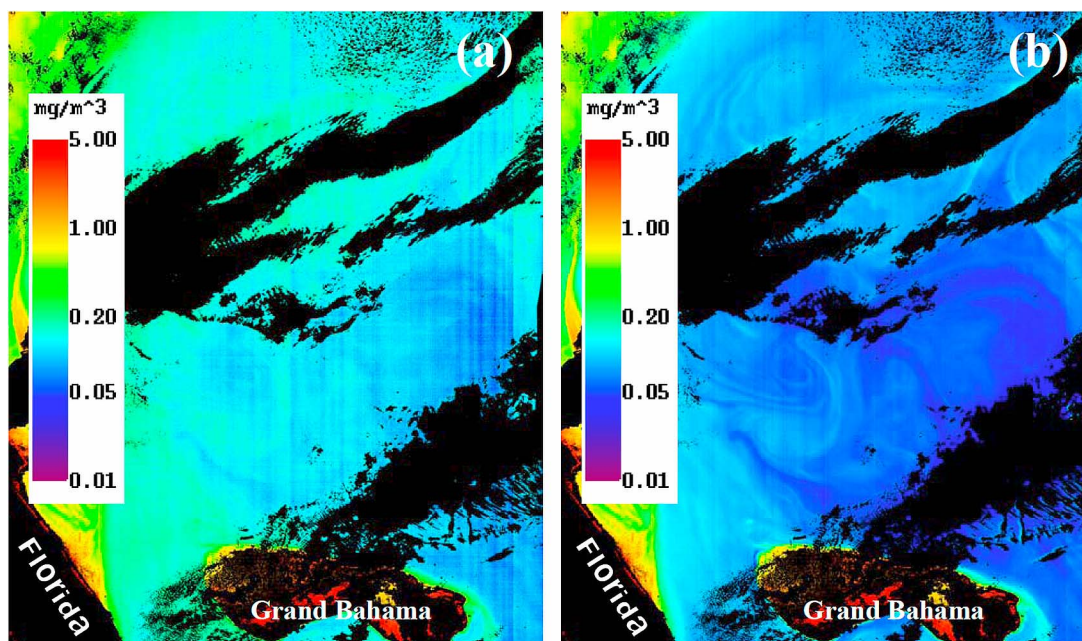 (a)
mg/m^3
5.00
1.00
0.20
0.05
0.01
Florida
Grand Bahama
(b)
mg/m^3
5.00
1.00
0.20
0.05
0.01
Florida
Grand Bahama